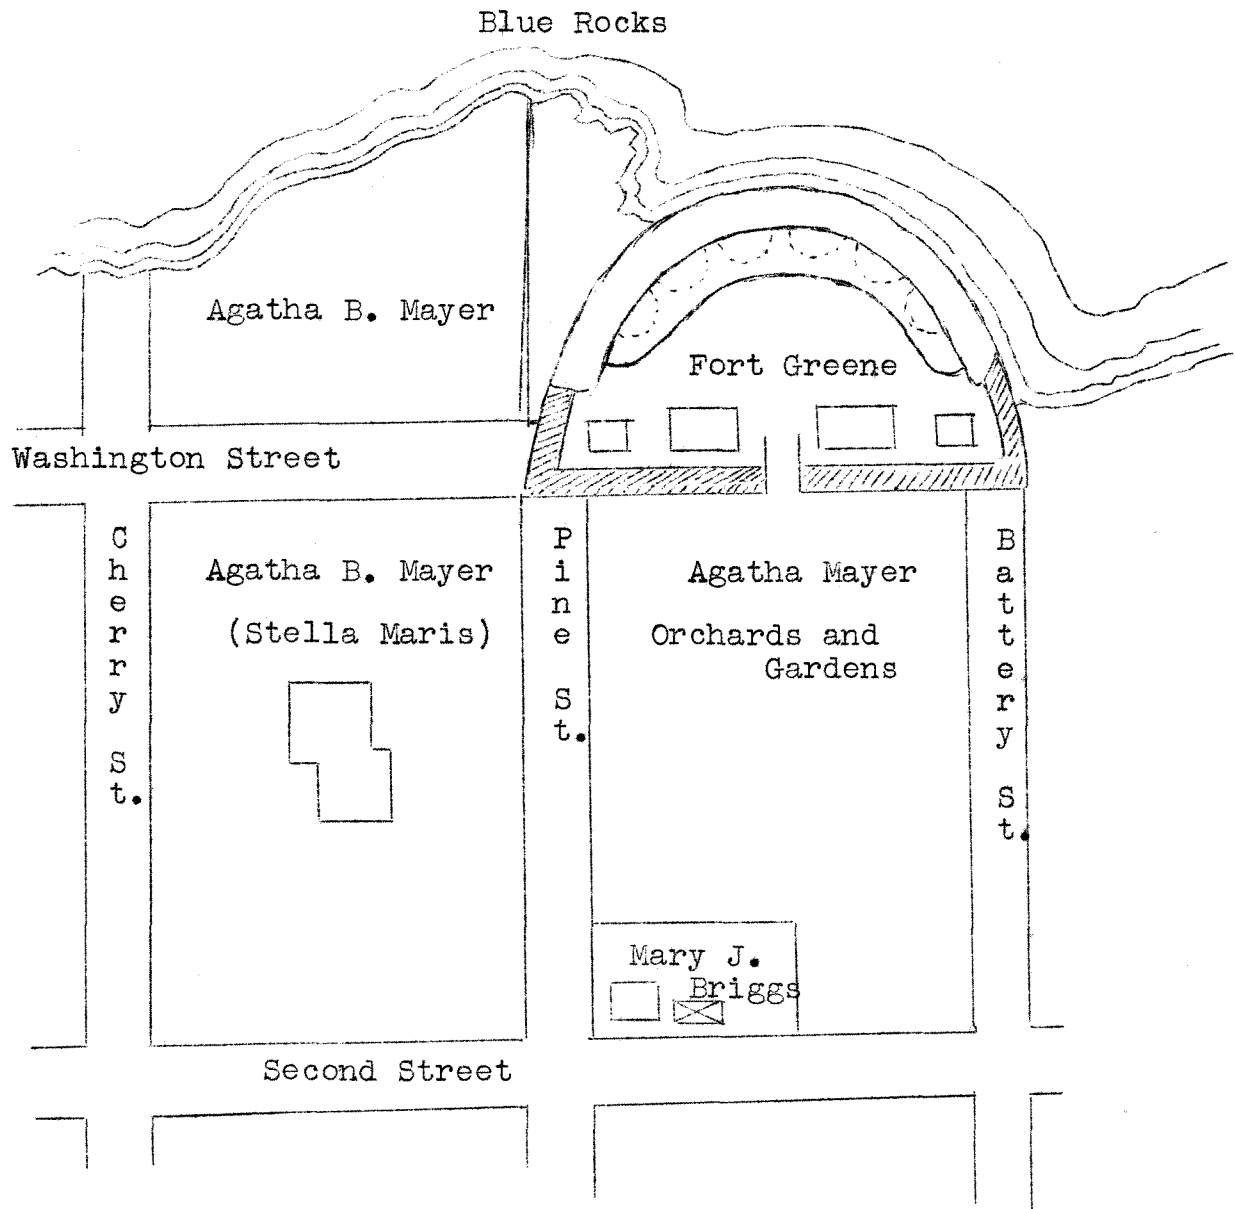 Blue Rocks
Agatha B. Mayer
Fort Greene
Washington Street
Cherry St.
Agatha B. Mayer
(Stella Maris)
Pine St.
Agatha Mayer
Orchards and
Gardens
Battery St.
Mary J.
Briggs
Second Street